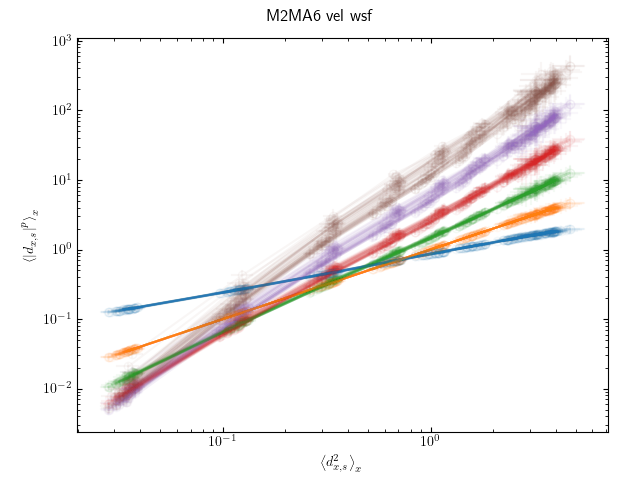 M2MA6 vel wsf
10³
10²
10¹
10⁰
10⁻¹
10⁻²
⟨|d_{x,s}|^p⟩_x
10⁻¹
10⁰
⟨d²_{x,s}⟩_x